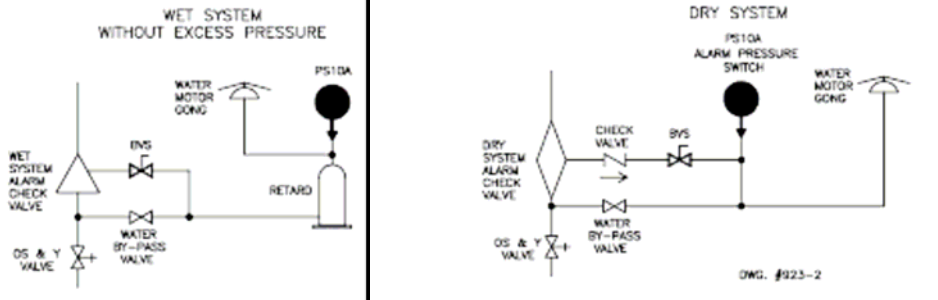 WET SYSTEM
WITHOUT EXCESS PRESSURE
PS10A
WATER
MOTOR
GONG
BVS
WET
SYSTEM
ALARM
CHECK
VALVE
RETARD
WATER
BY-PASS
VALVE
OS & Y
VALVE
DRY SYSTEM
PS10A
ALARM PRESSURE
SWITCH
WATER
MOTOR
GONG
CHECK
VALVE
BVS
DRY
SYSTEM
ALARM
CHECK
VALVE
WATER
BY-PASS
VALVE
OS & Y
VALVE
DWG. #923-2